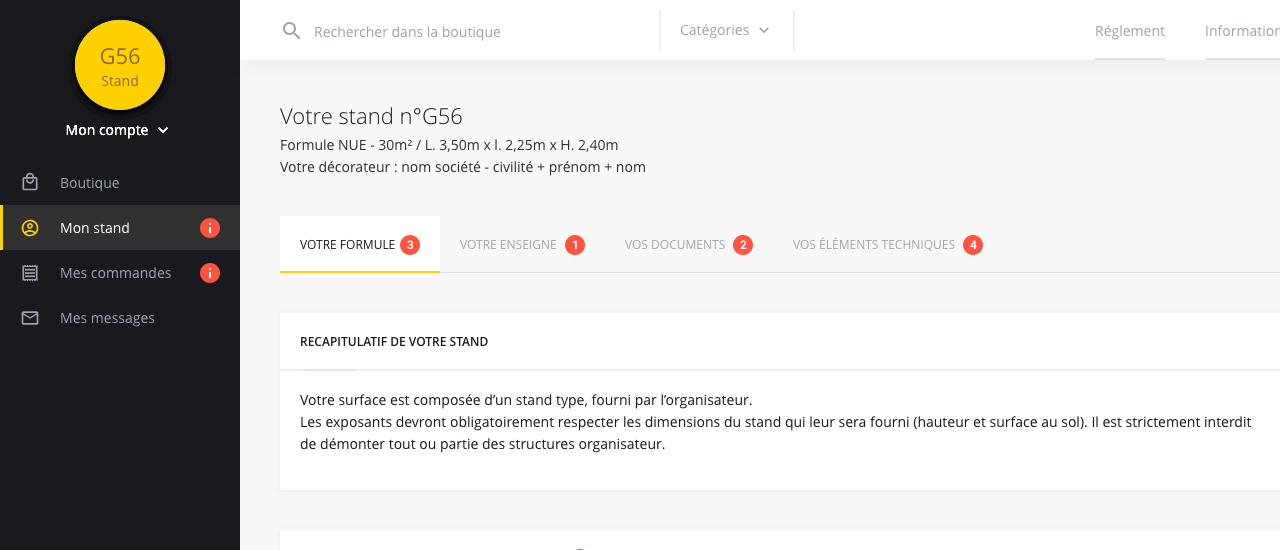 G56
Stand
Mon compte
Boutique
Mon stand i
Mes commandes i
Mes messages
Rechercher dans la boutique
Catégories
Réglement
Information
Votre stand n°G56
Formule NUE - 30m² / L. 3,50m x l. 2,25m x H. 2,40m
Votre décorateur : nom société - civilité + prénom + nom
VOTRE FORMULE 3
VOTRE ENSEIGNE 1
VOS DOCUMENTS 2
VOS ÉLÉMENTS TECHNIQUES 4
RECAPITULATIF DE VOTRE STAND
Votre surface est composée d’un stand type, fourni par l’organisateur.
Les exposants devront obligatoirement respecter les dimensions du stand qui leur sera fourni (hauteur et surface au sol). Il est strictement interdit
de démonter tout ou partie des structures organisateur.